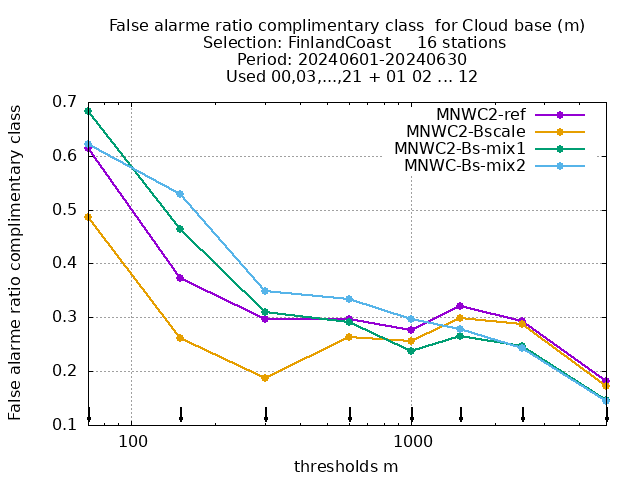 False alarme ratio complimentary class  for Cloud base (m)
Selection: FinlandCoast     16 stations
Period: 20240601-20240630
Used 00,03,...,21 + 01 02 ... 12
False alarme ratio complimentary class
0.7
0.6
0.5
0.4
0.3
0.2
0.1
MNWC2-ref
MNWC2-Bscale
MNWC2-Bs-mix1
MNWC-Bs-mix2
100
1000
thresholds m